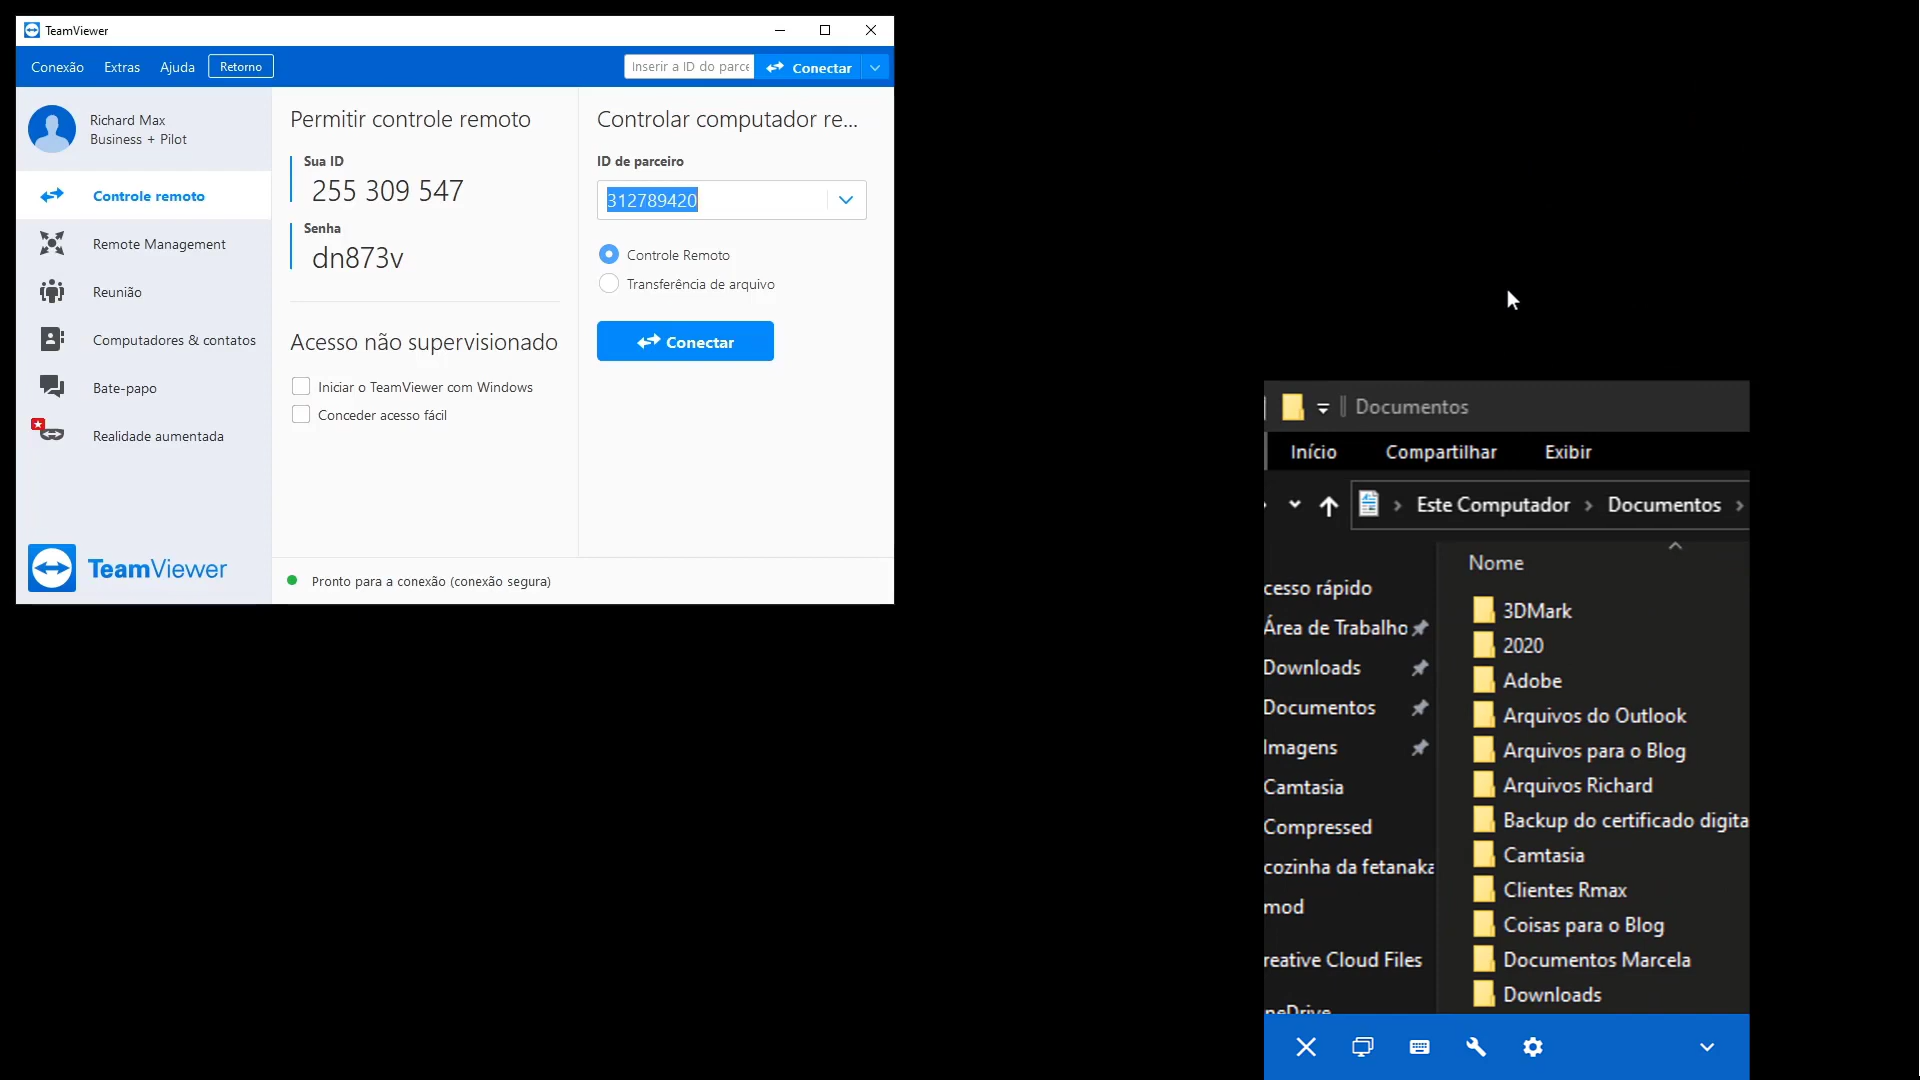 TeamViewer
Conexão Extras Ajuda Retorno
Inserir a ID do parce
Conectar
Richard Max
Business + Pilot
Controle remoto
Remote Management
Reunião
Computadores & contatos
Bate-papo
Realidade aumentada
TeamViewer
Permitir controle remoto
Sua ID
255 309 547
Senha
dn873v
Acesso não supervisionado
Iniciar o TeamViewer com Windows
Conceder acesso fácil
Controlar computador re...
ID de parceiro
312789420
Controle Remoto
Transferência de arquivo
Conectar
Pronto para a conexão (conexão segura)
Documentos
Início Compartilhar Exibir
Este Computador Documentos
cesso rápido
Área de Trabalho
Downloads
Documentos
Imagens
Camtasia
Compressed
cozinha da fetanaka
mod
reative Cloud Files
neDrive
Nome
3DMark
2020
Adobe
Arquivos do Outlook
Arquivos para o Blog
Arquivos Richard
Backup do certificado digita
Camtasia
Clientes Rmax
Coisas para o Blog
Documentos Marcela
Downloads